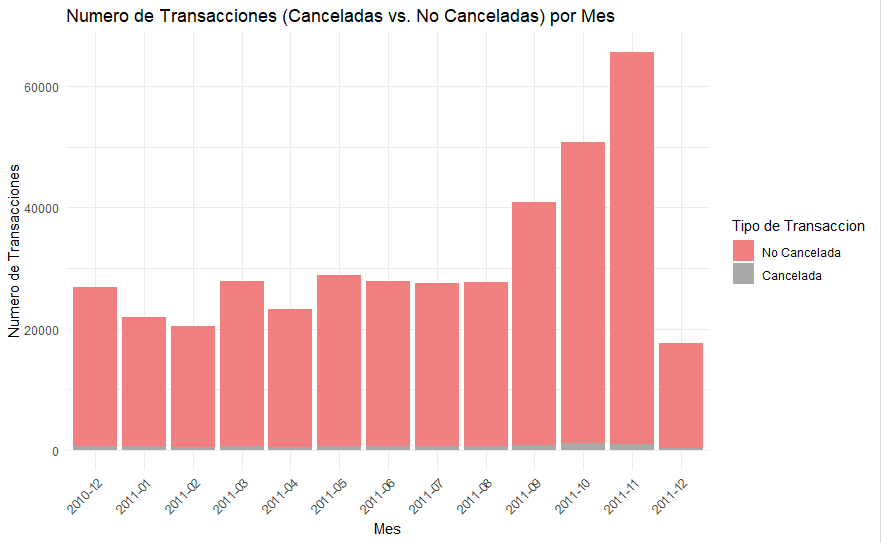 Numero de Transacciones (Canceladas vs. No Canceladas) por Mes
Numero de Transacciones
60000
40000
20000
0
2010-12
2011-01
2011-02
2011-03
2011-04
2011-05
2011-06
2011-07
2011-08
2011-09
2011-10
2011-11
2011-12
Mes
Tipo de Transaccion
No Cancelada
Cancelada